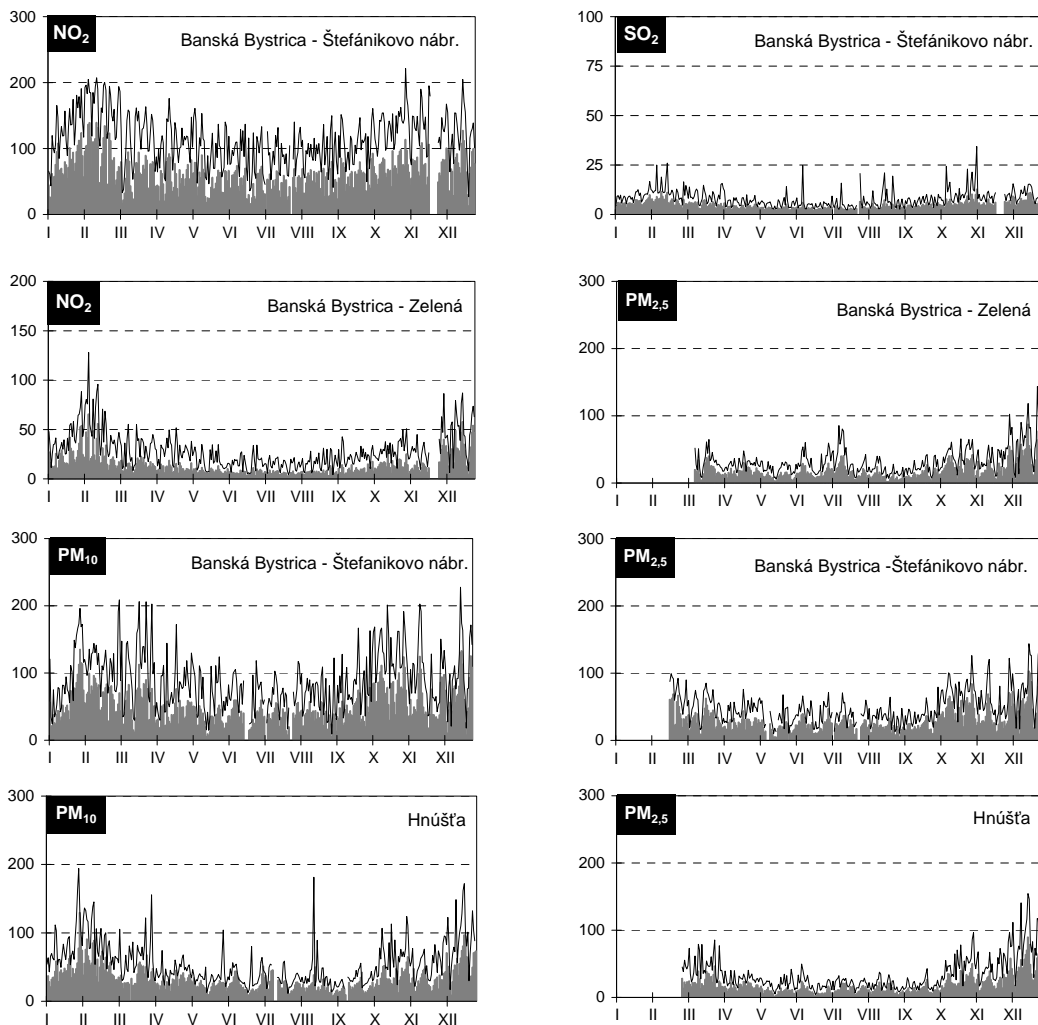 NO₂
Banská Bystrica - Štefánikovo nábr.
300
200
100
0
I II III IV V VI VII VIII IX X XI XII
SO₂
Banská Bystrica - Štefánikovo nábr.
100
75
50
25
0
I II III IV V VI VII VIII IX X XI XII
NO₂
Banská Bystrica - Zelená
200
150
100
50
0
I II III IV V VI VII VIII IX X XI XII
PM₂,₅
Banská Bystrica - Zelená
300
200
100
0
I II III IV V VI VII VIII IX X XI XII
PM₁₀
Banská Bystrica - Štefanikovo nábr.
300
200
100
0
I II III IV V VI VII VIII IX X XI XII
PM₂,₅
Banská Bystrica -Štefánikovo nábr.
300
200
100
0
I II III IV V VI VII VIII IX X XI XII
PM₁₀
Hnúšťa
300
200
100
0
I II III IV V VI VII VIII IX X XI XII
PM₂,₅
Hnúšťa
300
200
100
0
I II III IV V VI VII VIII IX X XI XII